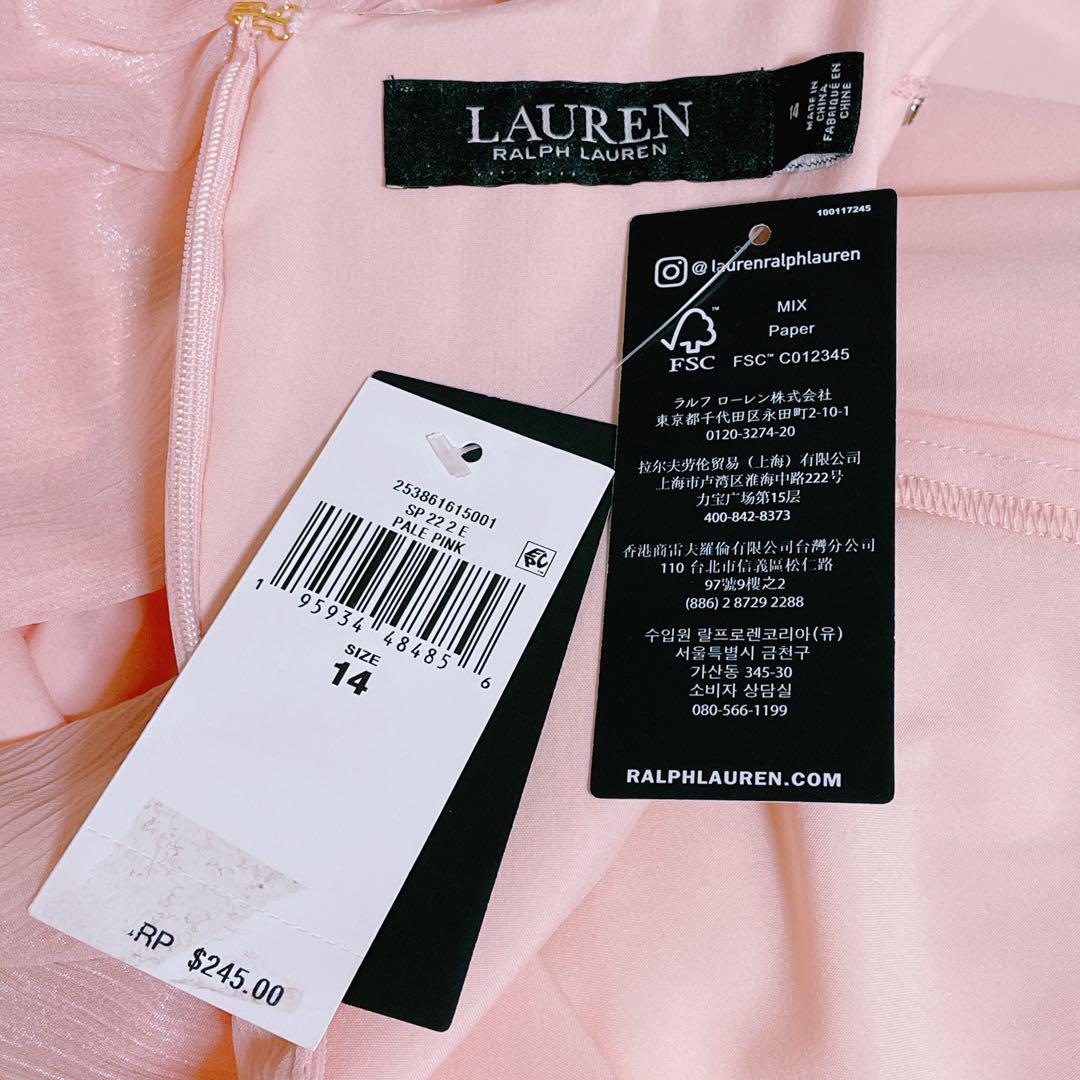 LAUREN
RALPH LAUREN
MADE IN
CHINA
FABRIQUÉ EN
CHINE
100117245
@laurenralphlauren
MIX
Paper
FSC™ C012345
FSC ™
ラルフ ローレン株式会社
東京都千代田区永田町2-10-1
0120-3274-20
拉尔夫劳伦贸易（上海）有限公司
上海市卢湾区淮海中路222号
力宝广场第15层
400-842-8373
香港商雷夫羅倫有限公司台灣分公司
110 台北市信義區松仁路
97號9樓之2
(886) 2 8729 2288
수입원 랄프로렌코리아(유)
서울특별시 금천구
가산동 345-30
소비자 상담실
080-566-1199
RALPHLAUREN.COM
253861615001
SP 22 2 E
PALE PINK
1 95934 48485 6
SIZE
14
RP $245.00